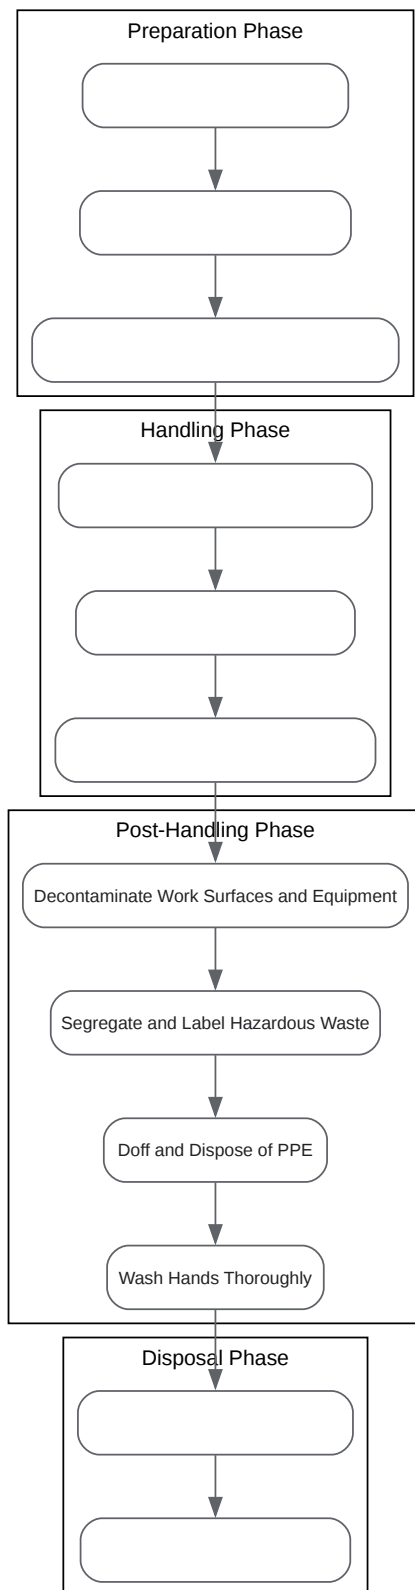 Preparation Phase
Handling Phase
Post-Handling Phase
Decontaminate Work Surfaces and Equipment
Segregate and Label Hazardous Waste
Doff and Dispose of PPE
Wash Hands Thoroughly
Disposal Phase